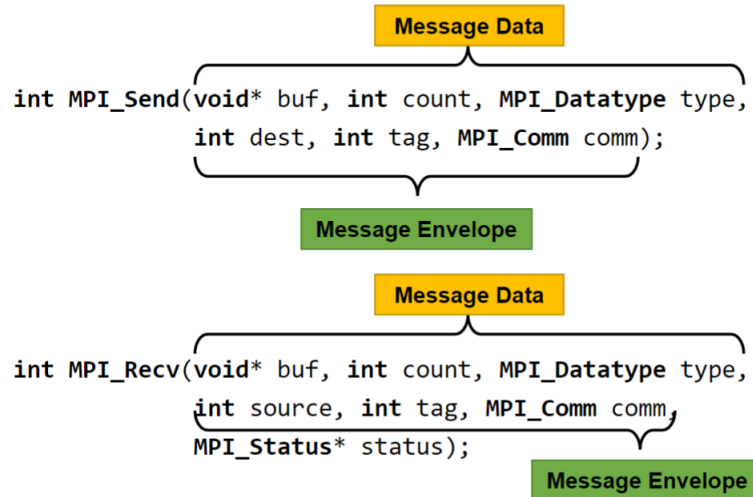 Message Data
int MPI_Send(void* buf, int count, MPI_Datatype type,
int dest, int tag, MPI_Comm comm);
Message Envelope
Message Data
int MPI_Recv(void* buf, int count, MPI_Datatype type,
int source, int tag, MPI_Comm comm,
MPI_Status* status);
Message Envelope